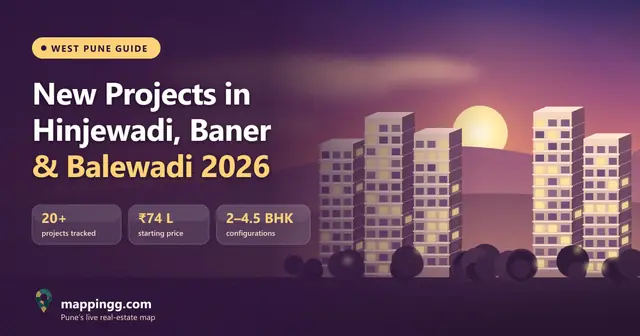 WEST PUNE GUIDE
New Projects in
Hinjewadi, Baner
& Balewadi 2026
20+
projects tracked
₹74 L
starting price
2–4.5 BHK
configurations
mappingg.com
Pune's live real-estate map